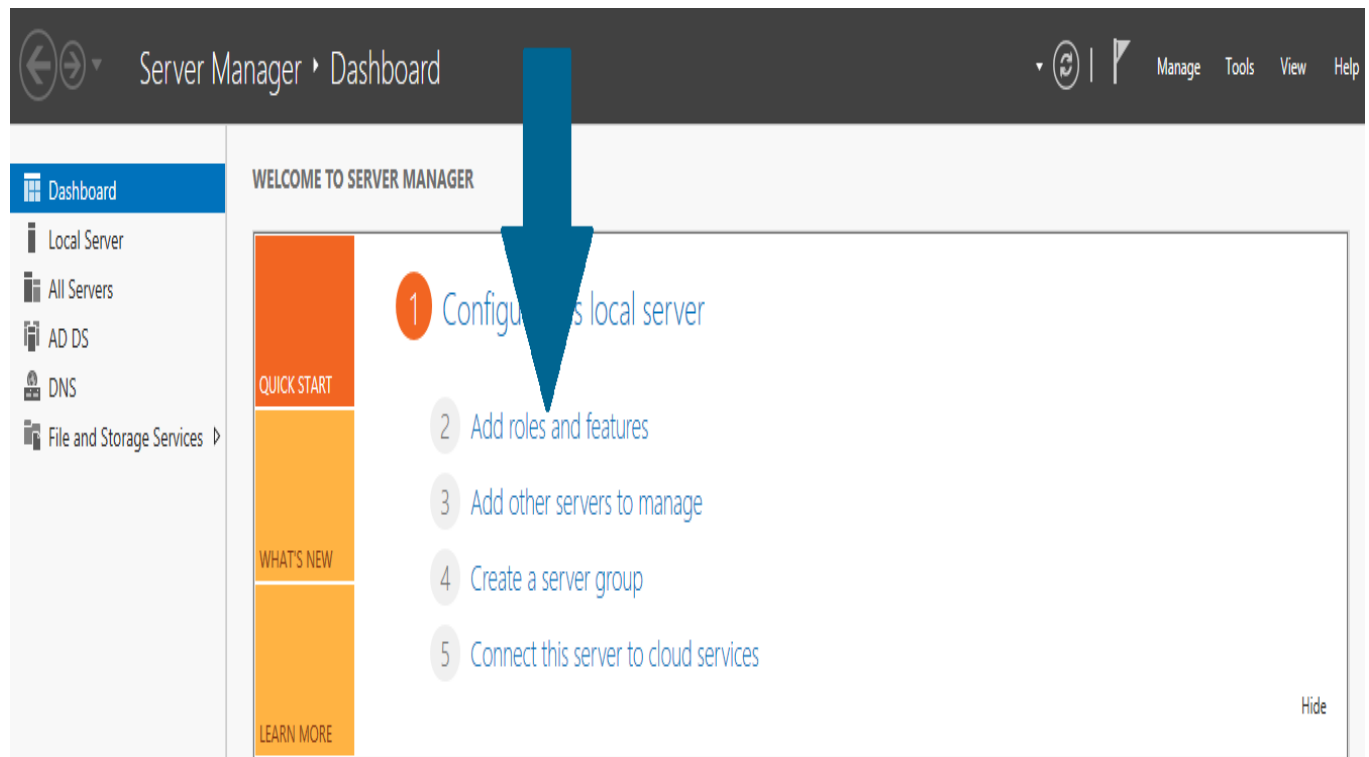 Server Manager • Dashboard
Manage Tools View Help
Dashboard
Local Server
All Servers
AD DS
DNS
File and Storage Services
WELCOME TO SERVER MANAGER
QUICK START
WHAT'S NEW
LEARN MORE
1 Configu s local server
2 Add roles and features
3 Add other servers to manage
4 Create a server group
5 Connect this server to cloud services
Hide